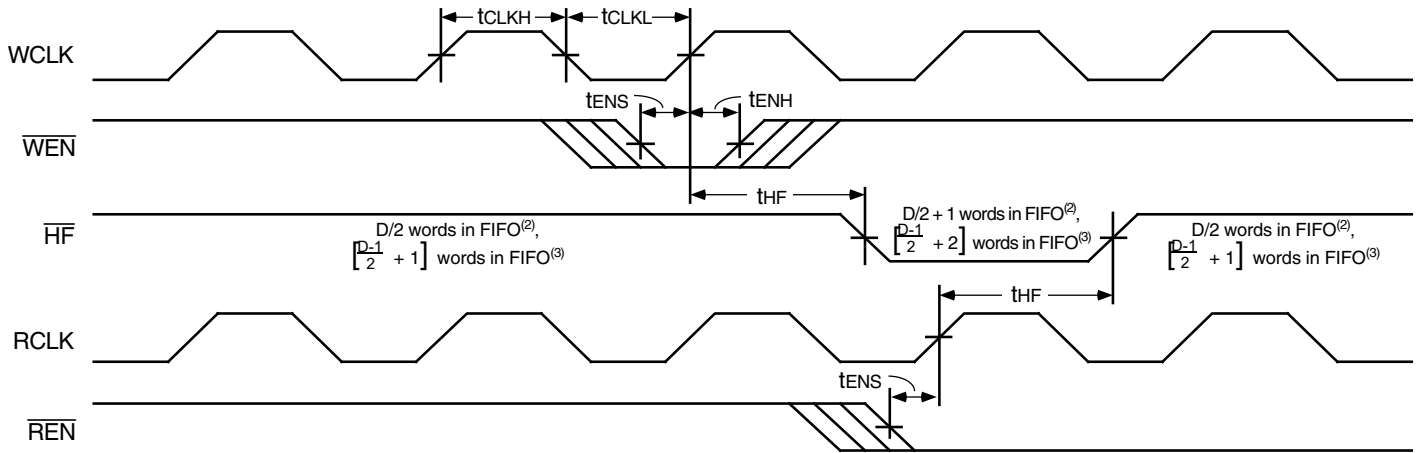 tCLKH
tCLKL
WCLK
tENS
tENH
WEN
tHF
HF
D/2 words in FIFO(2),
[D-1/2 + 1] words in FIFO(3)
D/2 + 1 words in FIFO(2),
[D-1/2 + 2] words in FIFO(3)
D/2 words in FIFO(2),
[D-1/2 + 1] words in FIFO(3)
tHF
RCLK
tENS
REN